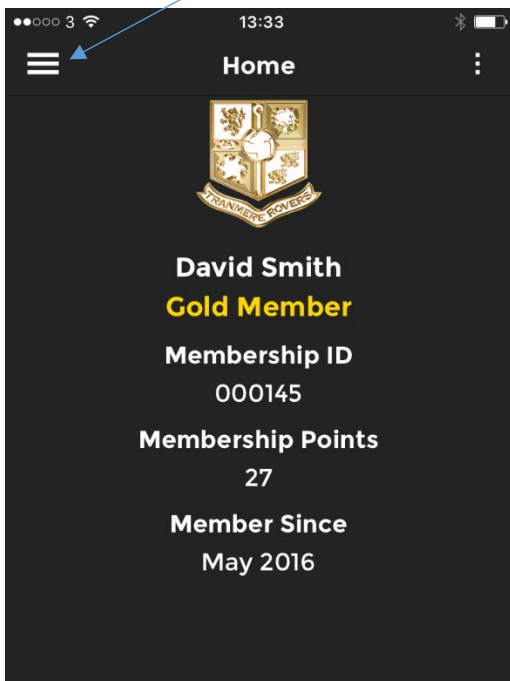 3 13:33
Home
TRANMERE ROVERS
David Smith
Gold Member
Membership ID
000145
Membership Points
27
Member Since
May 2016